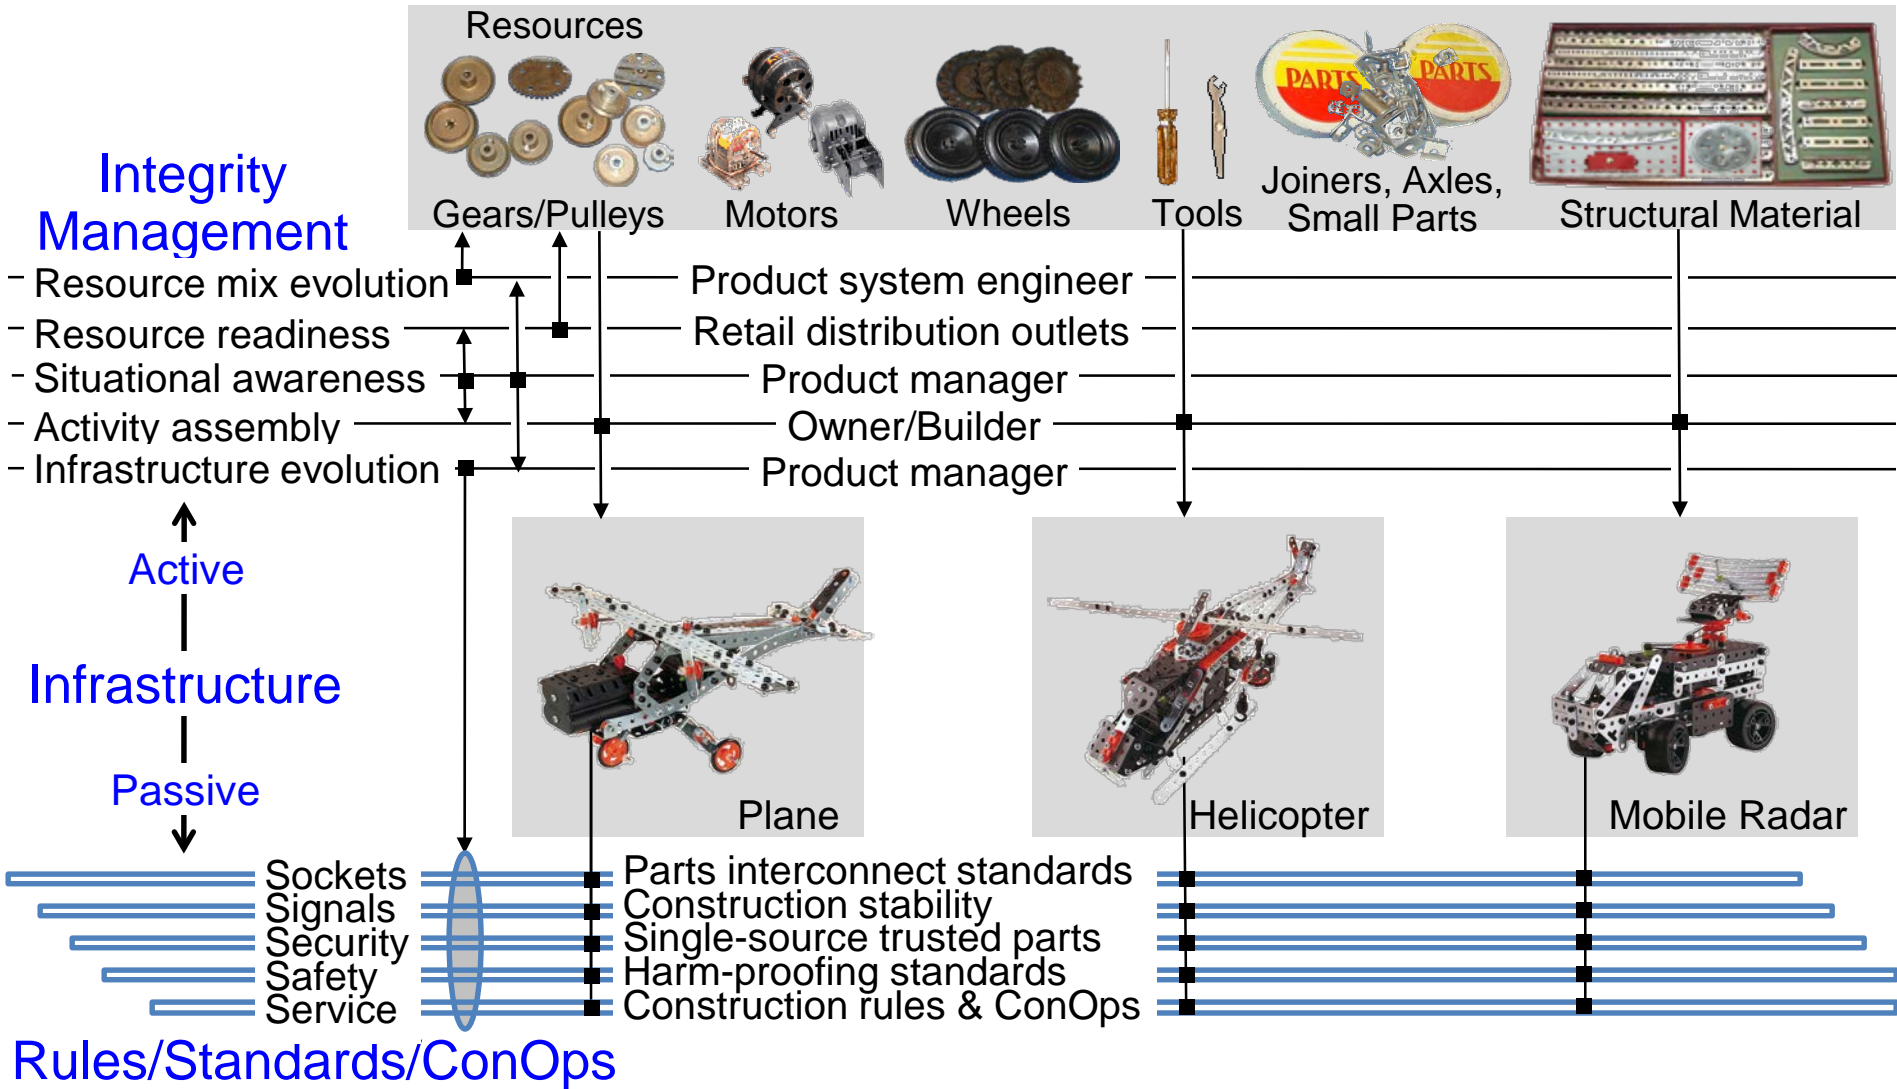 Resources
PARTS
PARTS
Gears/Pulleys
Motors
Wheels
Tools
Joiners, Axles,
Small Parts
Structural Material
Integrity
Management
Resource mix evolution
Product system engineer
Resource readiness
Retail distribution outlets
Situational awareness
Product manager
Activity assembly
Owner/Builder
Infrastructure evolution
Product manager
Active
Infrastructure
Passive
Plane
Helicopter
Mobile Radar
Sockets
Parts interconnect standards
Signals
Construction stability
Security
Single-source trusted parts
Safety
Harm-proofing standards
Service
Construction rules & ConOps
Rules/Standards/ConOps